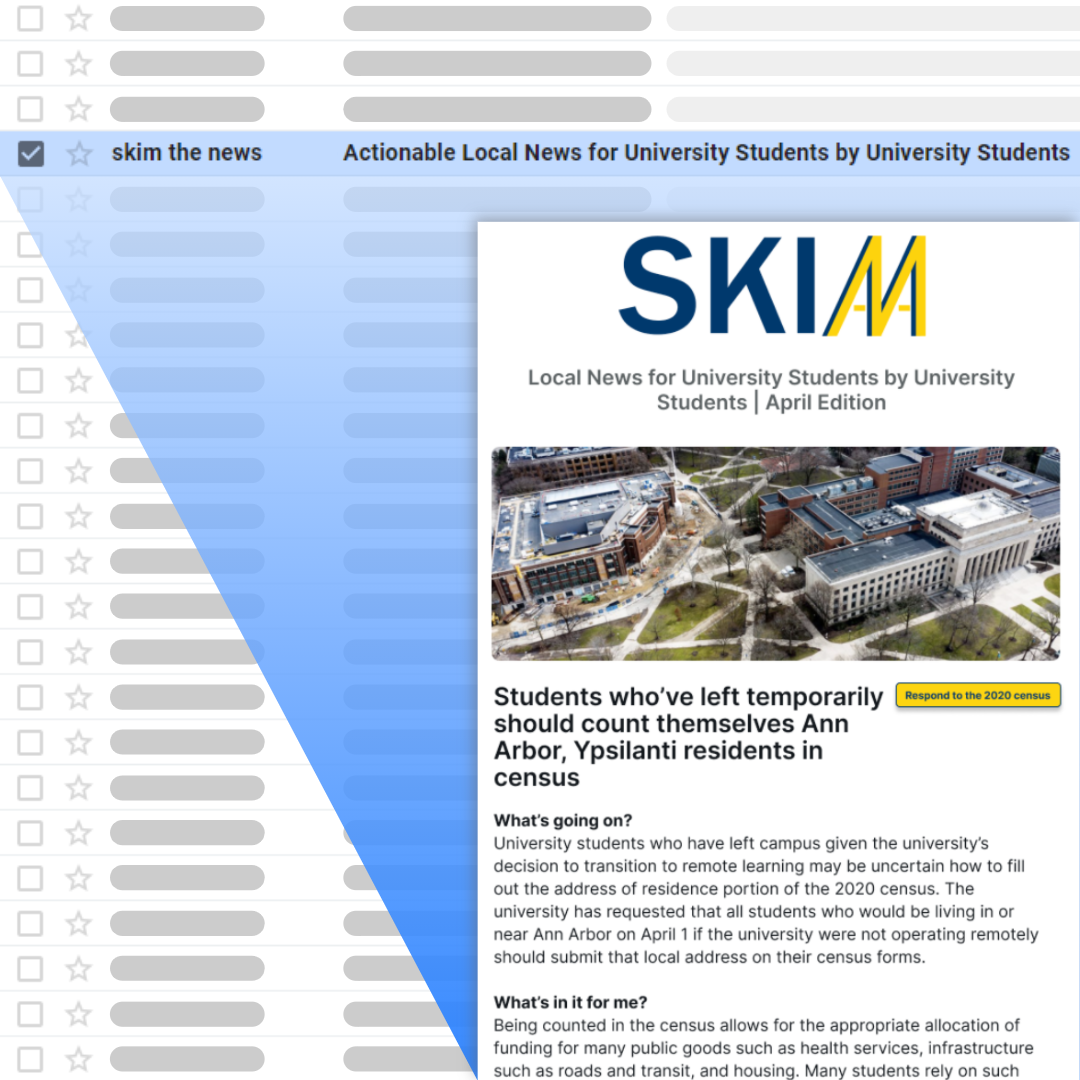 skim the news Actionable Local News for University Students by University Students
SKIM
Local News for University Students by University
Students | April Edition
Students who’ve left temporarily
should count themselves Ann
Arbor, Ypsilanti residents in
census
Respond to the 2020 census
What’s going on?
University students who have left campus given the university’s
decision to transition to remote learning may be uncertain how to fill
out the address of residence portion of the 2020 census. The
university has requested that all students who would be living in or
near Ann Arbor on April 1 if the university were not operating remotely
should submit that local address on their census forms.
What’s in it for me?
Being counted in the census allows for the appropriate allocation of
funding for many public goods such as health services, infrastructure
such as roads and transit, and housing. Many students rely on such